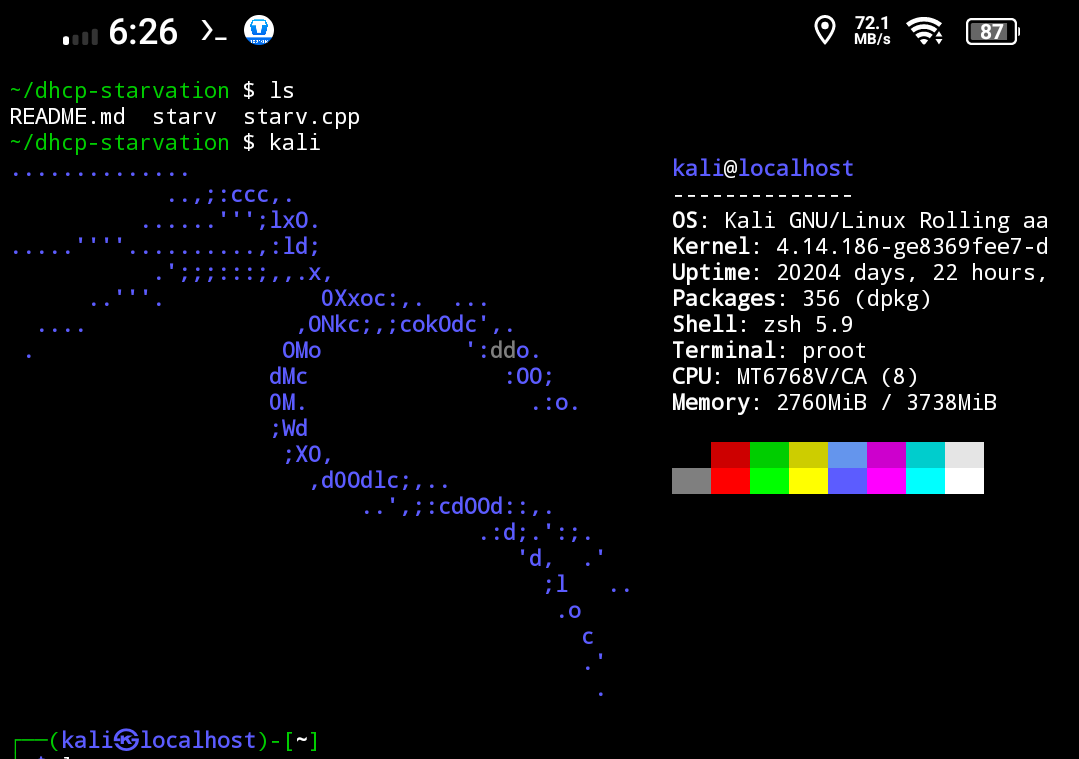 6:26
72.1 MB/s
87
~/dhcp-starvation $ ls
README.md  starv  starv.cpp
~/dhcp-starvation $ kali
..............
            ..,;:ccc,.
          ......''';lxO.
.....''''..........,:ld;
           .';;;:::;,,.x,
      ..'''.            0Xxoc:,.  ...
  ....                ,ONkc;,;cokOdc',.
 .                   OMo           ':ddo.
                    dMc               :OO;
                    0M.                 .:o.
                    ;Wd
                     ;XO,
                       ,d0Odlc;,..
                           ..',;:cdOOd::,.
                                    .:d;.':;.
                                       'd,  .'
                                         ;l   ..
                                          .o
                                            c
                                            .'
                                             .
kali@localhost
--------------
OS: Kali GNU/Linux Rolling aa
Kernel: 4.14.186-ge8369fee7-d
Uptime: 20204 days, 22 hours,
Packages: 356 (dpkg)
Shell: zsh 5.9
Terminal: proot
CPU: MT6768V/CA (8)
Memory: 2760MiB / 3738MiB
┌──(kali㉿localhost)-[~]